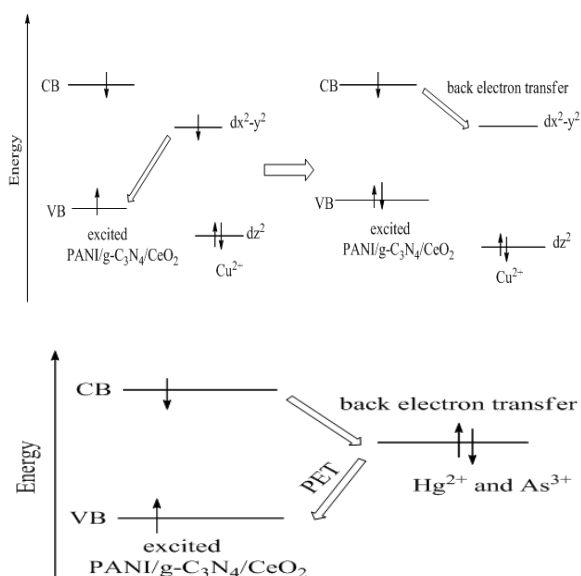 Energy
CB
dx²-y²
VB
excited
PANI/g-C₃N₄/CeO₂
dz²
Cu²⁺
CB
back electron transfer
dx²-y²
VB
excited
PANI/g-C₃N₄/CeO₂
dz²
Cu²⁺
Energy
CB
back electron transfer
PET
Hg²⁺ and As³⁺
VB
excited
PANI/g-C₃N₄/CeO₂